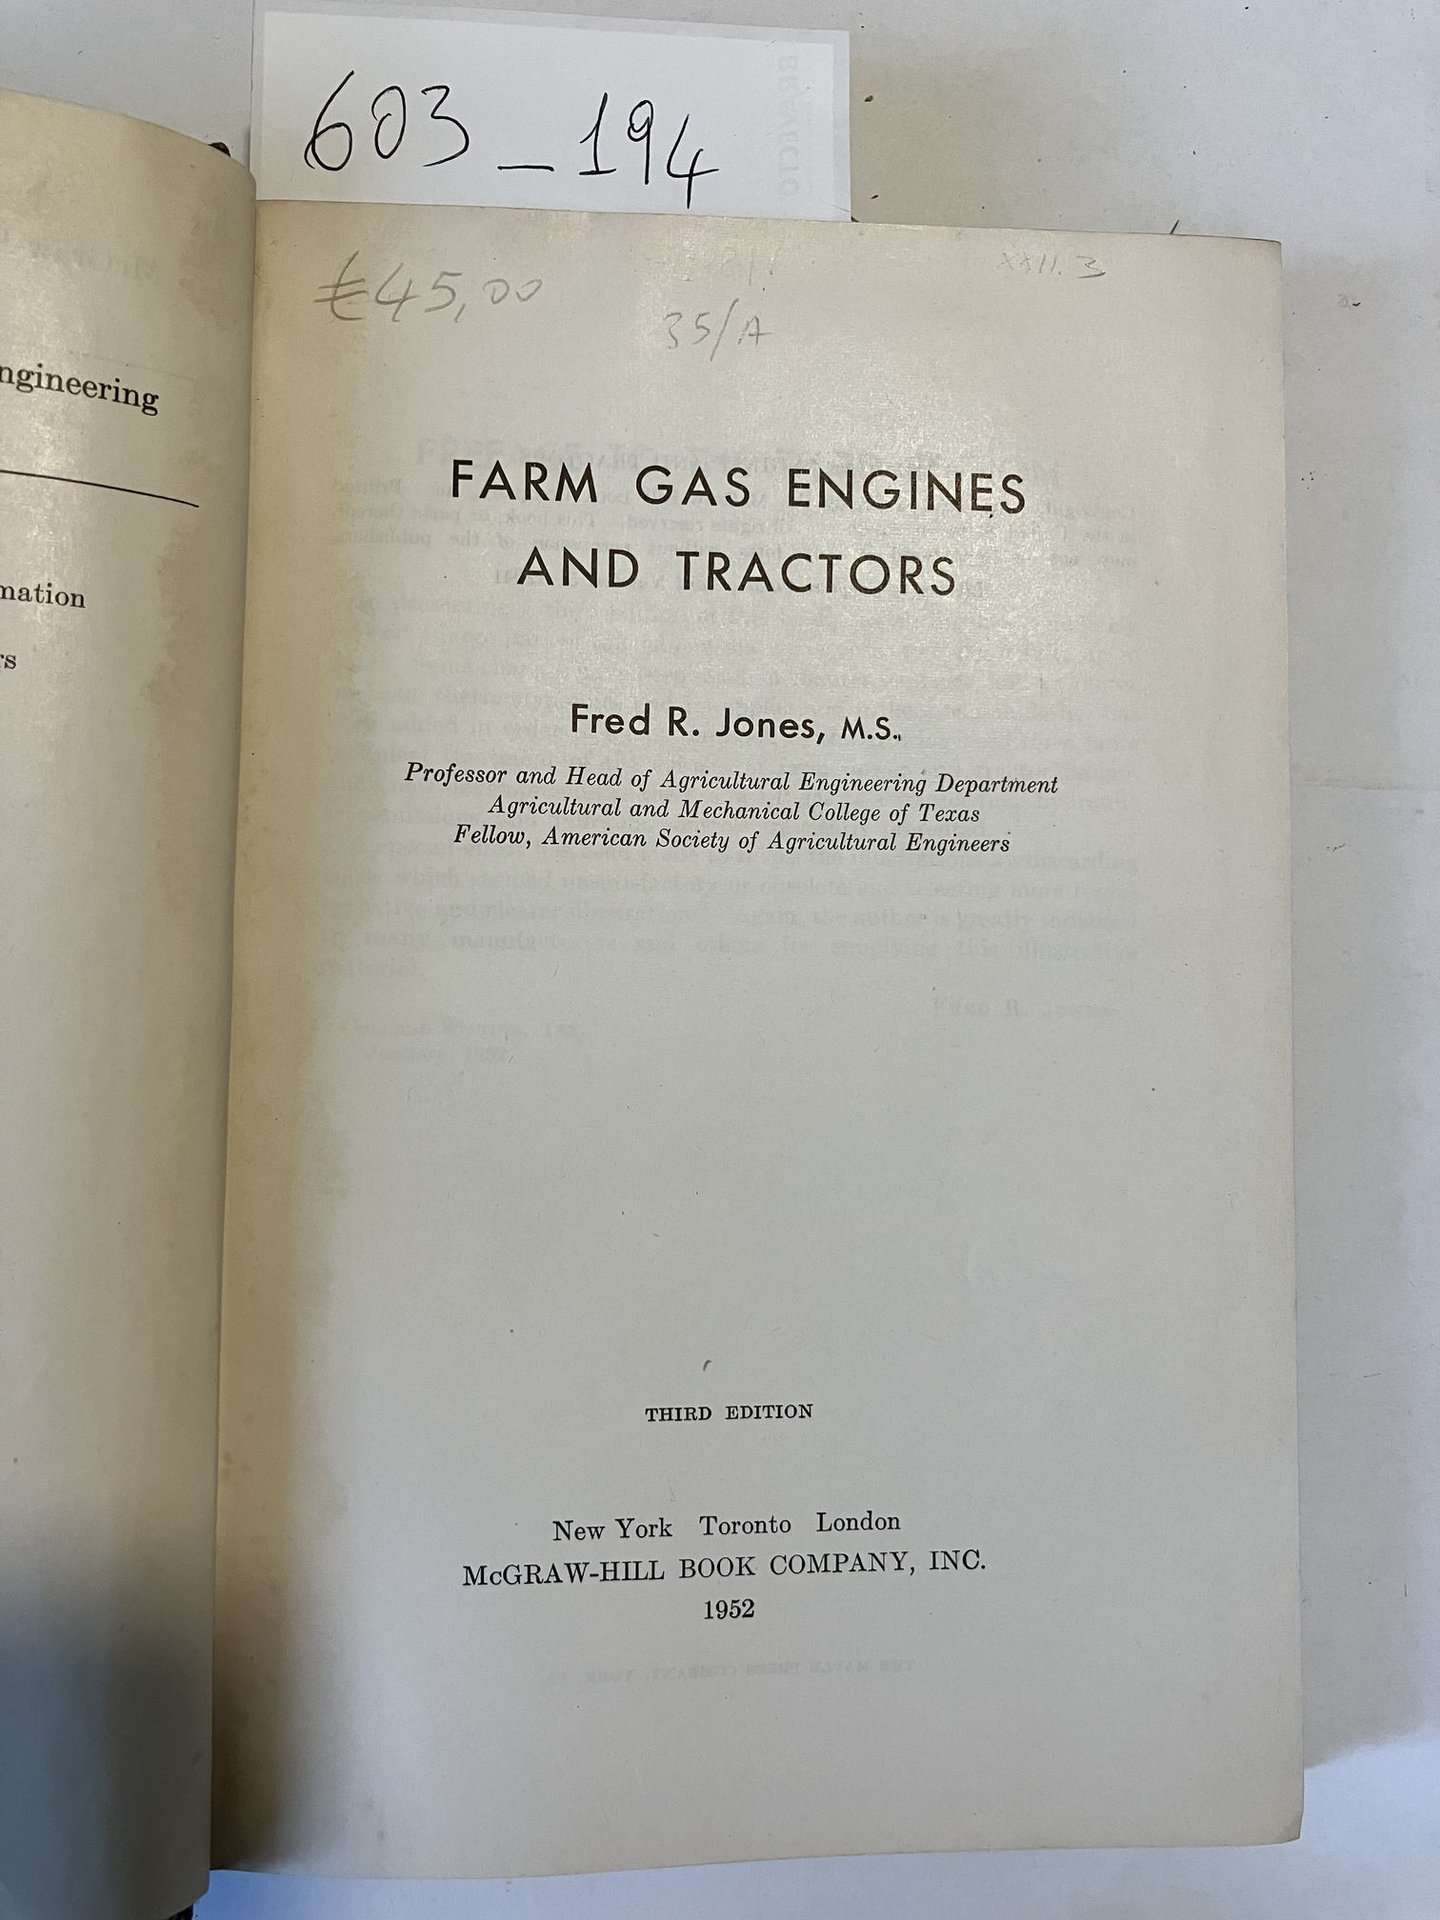 603_194
€45,00
35/A
XXII.3
ngineering
mation
rs
FARM GAS ENGINES
AND TRACTORS
Fred R. Jones, M.S.,
Professor and Head of Agricultural Engineering Department
Agricultural and Mechanical College of Texas
Fellow, American Society of Agricultural Engineers
THIRD EDITION
New York Toronto London
McGRAW-HILL BOOK COMPANY, INC.
1952